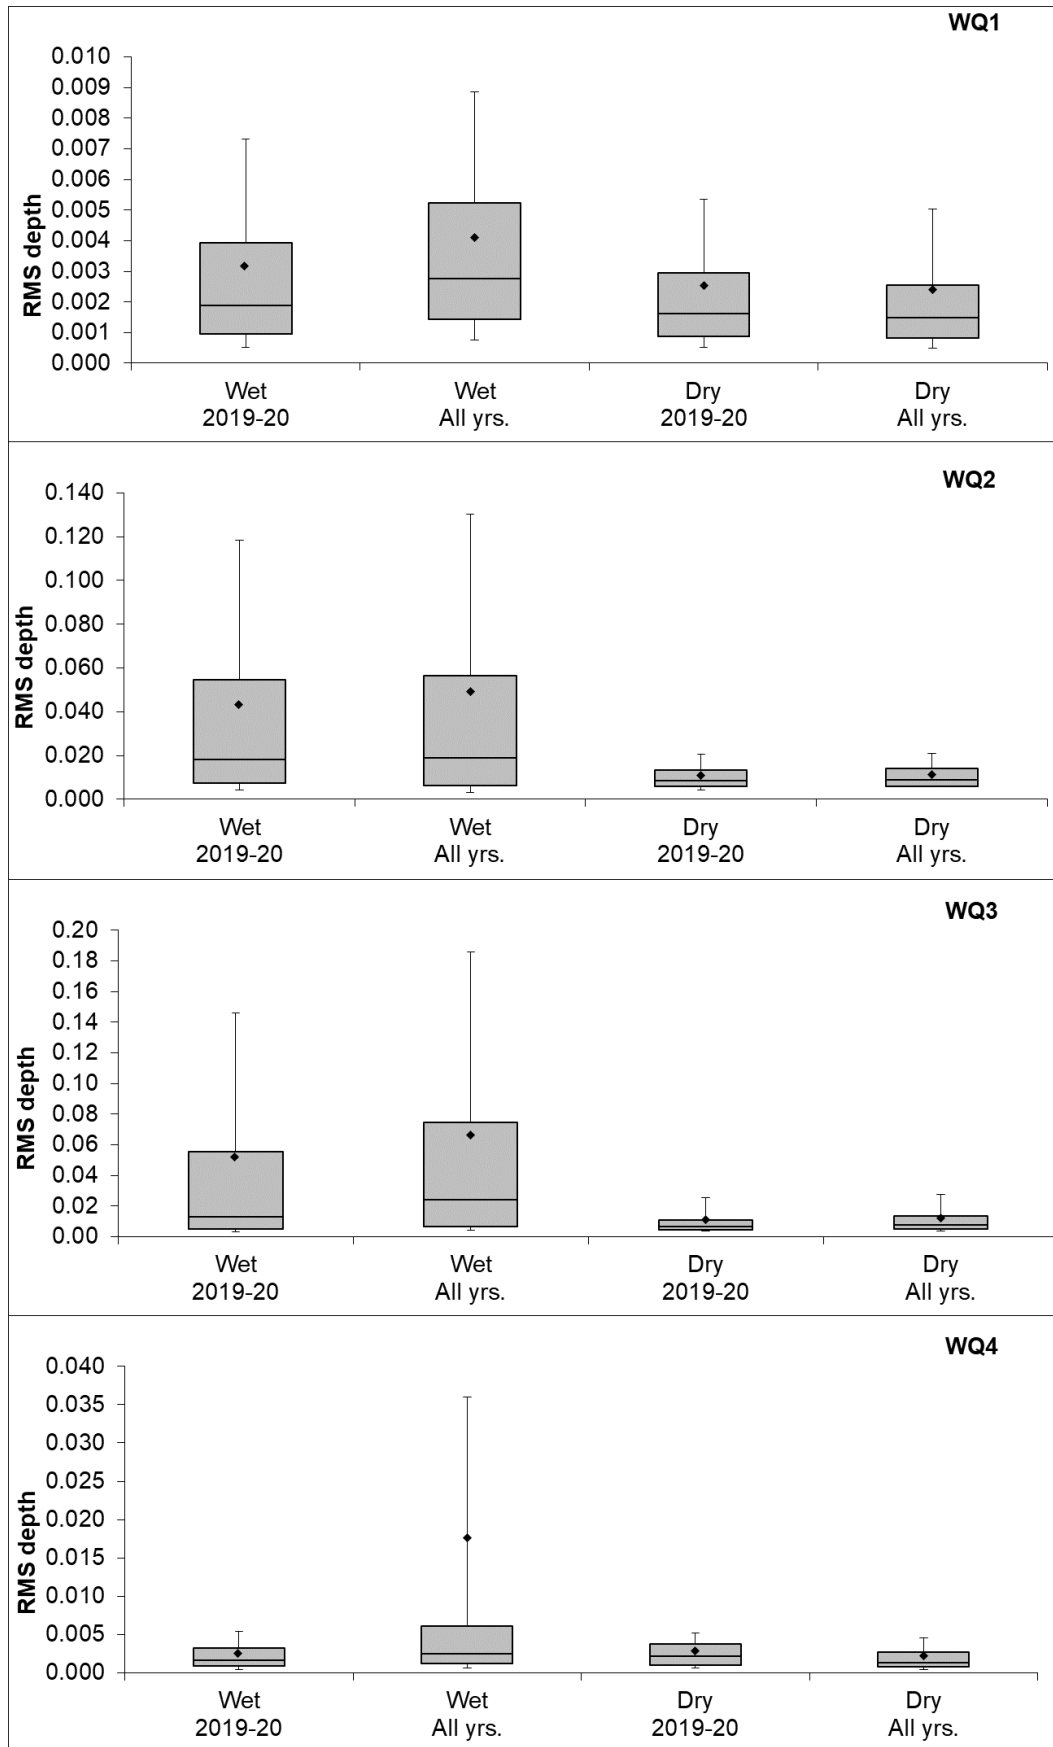 WQ1
RMS depth
0.010
0.009
0.008
0.007
0.006
0.005
0.004
0.003
0.002
0.001
0.000
Wet Wet Dry Dry
2019-20 All yrs. 2019-20 All yrs.
WQ2
RMS depth
0.140
0.120
0.100
0.080
0.060
0.040
0.020
0.000
Wet Wet Dry Dry
2019-20 All yrs. 2019-20 All yrs.
WQ3
RMS depth
0.20
0.18
0.16
0.14
0.12
0.10
0.08
0.06
0.04
0.02
0.00
Wet Wet Dry Dry
2019-20 All yrs. 2019-20 All yrs.
WQ4
RMS depth
0.040
0.035
0.030
0.025
0.020
0.015
0.010
0.005
0.000
Wet Wet Dry Dry
2019-20 All yrs. 2019-20 All yrs.